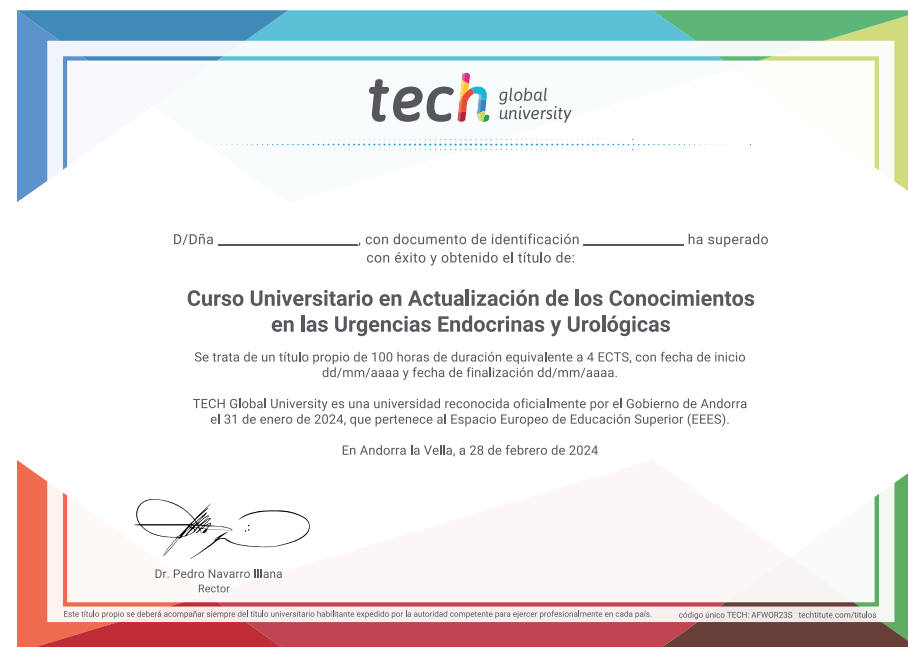 tech global university
D/Dña ____________________, con documento de identificación ______________ ha superado
con éxito y obtenido el título de:
Curso Universitario en Actualización de los Conocimientos
en las Urgencias Endocrinas y Urológicas
Se trata de un título propio de 100 horas de duración equivalente a 4 ECTS, con fecha de inicio
dd/mm/aaaa y fecha de finalización dd/mm/aaaa.
TECH Global University es una universidad reconocida oficialmente por el Gobierno de Andorra
el 31 de enero de 2024, que pertenece al Espacio Europeo de Educación Superior (EEES).
En Andorra la Vella, a 28 de febrero de 2024
Dr. Pedro Navarro Illana
Rector
Este título propio se deberá acompañar siempre del título universitario habilitante expedido por la autoridad competente para ejercer profesionalmente en cada país. código único TECH: AFWOR23S techtitute.com/titulos